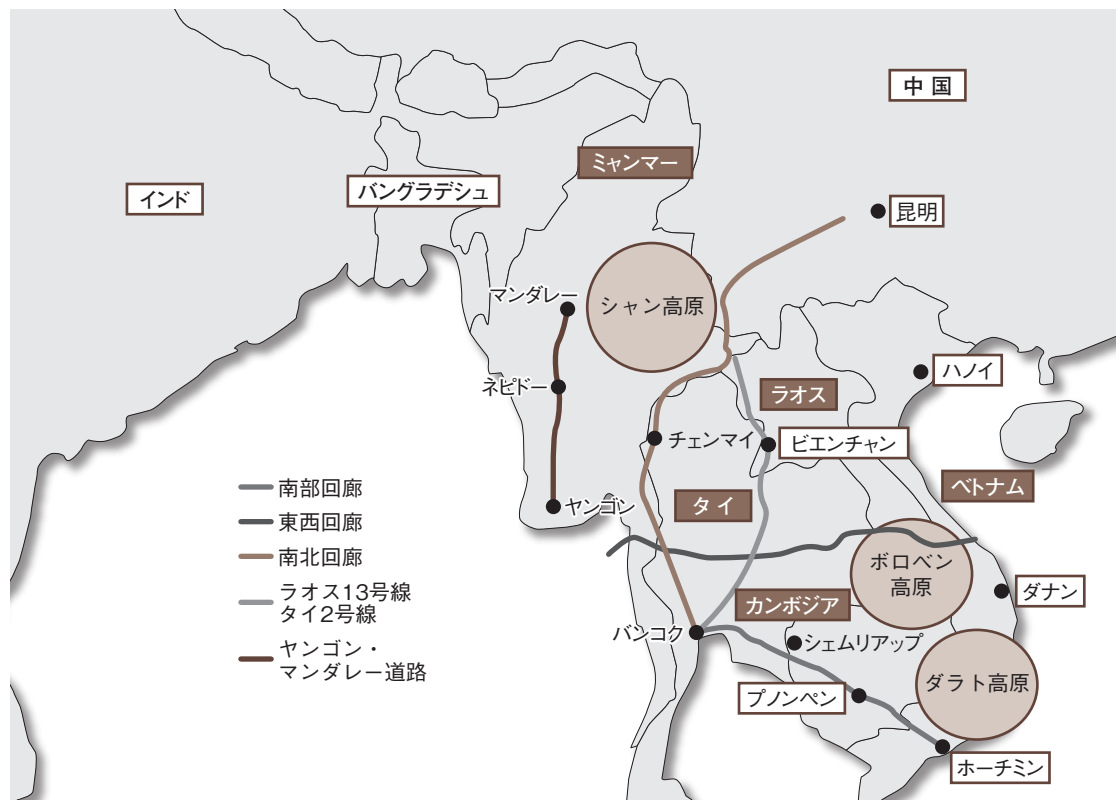 中国
ミャンマー
インド
バングラデシュ
昆明
マンダレー
シャン高原
ハノイ
ネピドー
ラオス
チェンマイ
ビエンチャン
南部回廊
ベトナム
タイ
ヤンゴン
東西回廊
南北回廊
ボロベン
高原
ラオス13号線
タイ2号線
カンボジア
ダナン
バンコク
シェムリアップ
ヤンゴン・
マンダレー道路
ダラト高原
プノンペン
ホーチミン